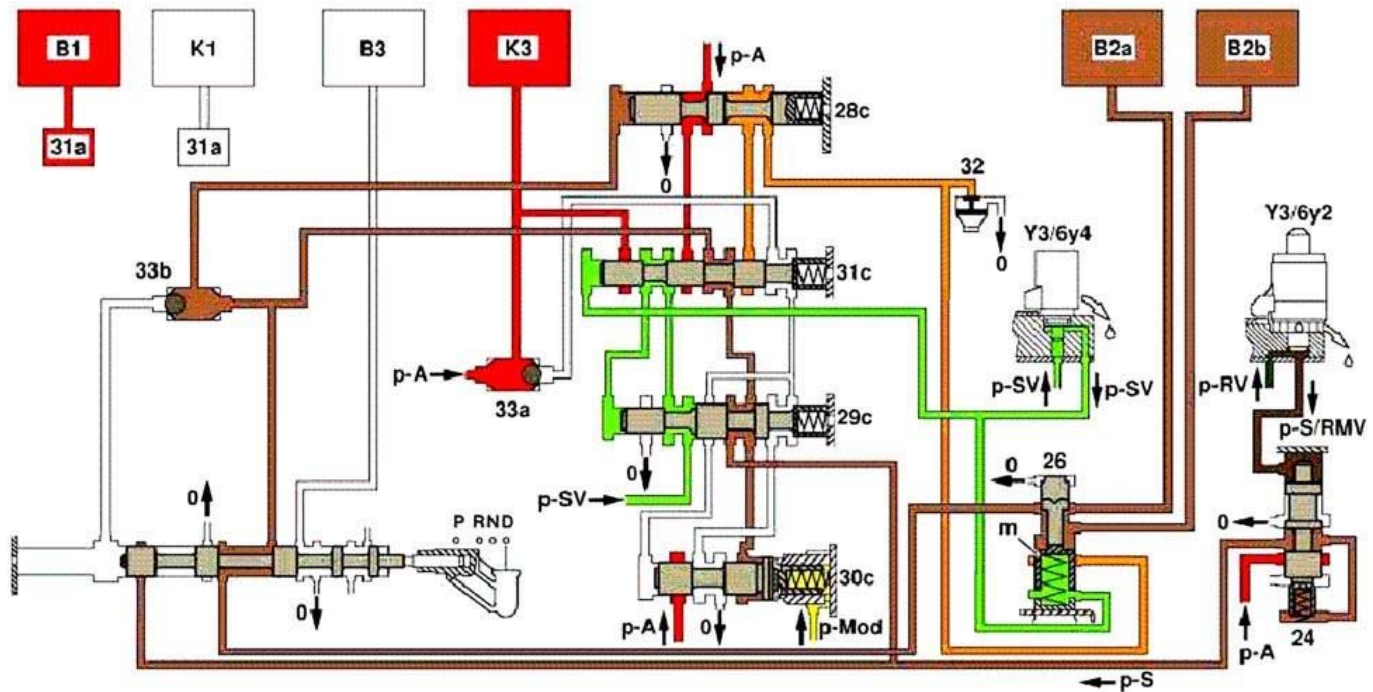 B1
K1
B3
K3
B2a
B2b
p-A
31a
31a
28c
0
32
0
Y3/6y4
Y3/6y2
33b
31c
p-A
33a
p-SV
p-SV
p-RV
p-S/RMV
29c
0
p-SV
26
0
m
0
0
P RND
0
30c
p-A
0
p-Mod
p-A
24
p-S